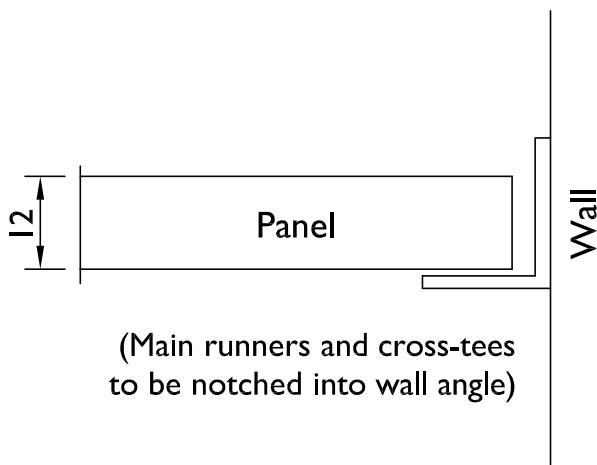 12
Panel
Wall
(Main runners and cross-tees
to be notched into wall angle)